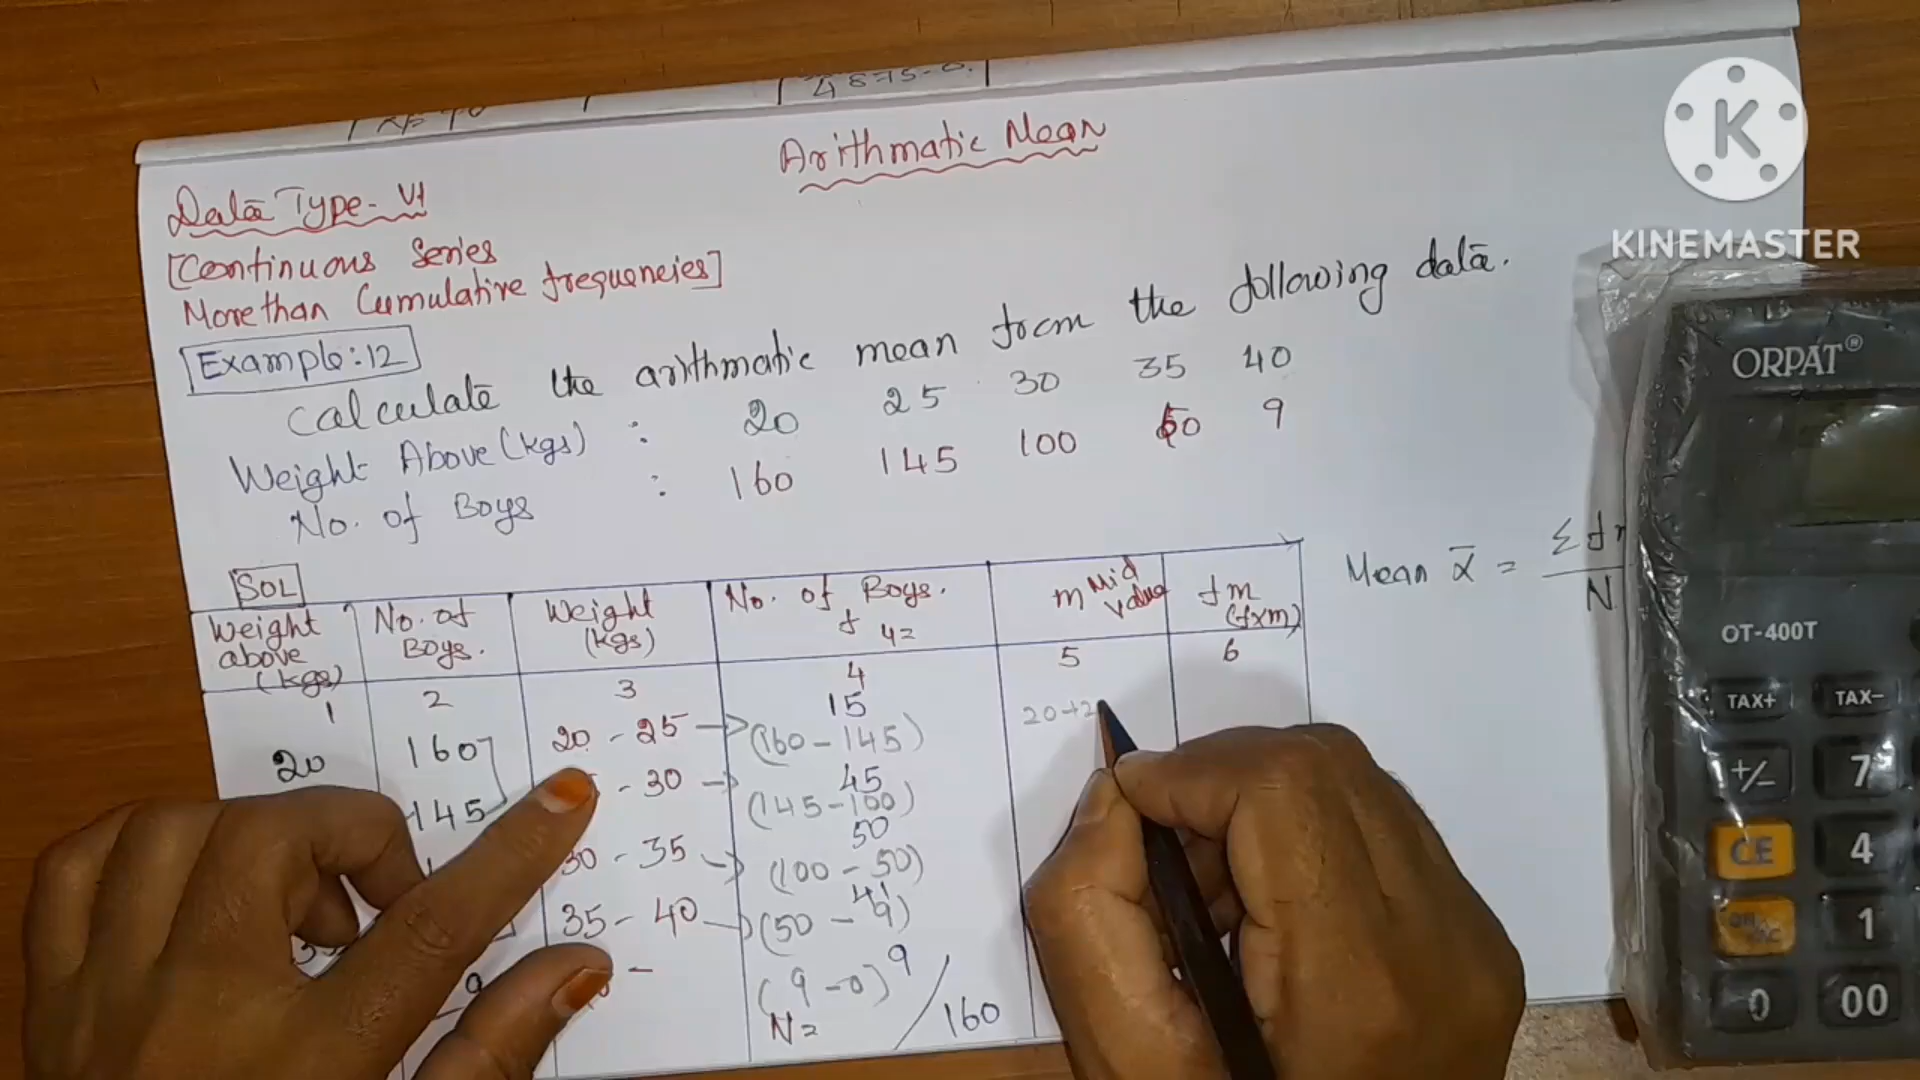 4875-0
Arithmatic Mean
Data Type - VI
[Continuous Series
More than Cumulative frequencies]
Example: 12
Calculate the arithmatic mean from the following data.
Weight Above (kgs) : 20 25 30 35 40
No. of Boys : 160 145 100 50 9
SOL
Weight above (kgs) No. of Boys. Weight (kgs) No. of Boys. f 4= m Mid value fm (f×m)
1 2 3 4 5 6
20 160 20 - 25 15 (160 - 145) 20+2
145 - 30 45 (145-100)
30 - 35 50 (100 - 50)
35 - 40 41 (50 - 9)
9 - (9 - 0) 9
N= 160
Mean x̄ = Σf
N
KINEMASTER
K
ORPAT®
OT-400T
TAX+ TAX-
+/- 7
CE 4
1
0 00